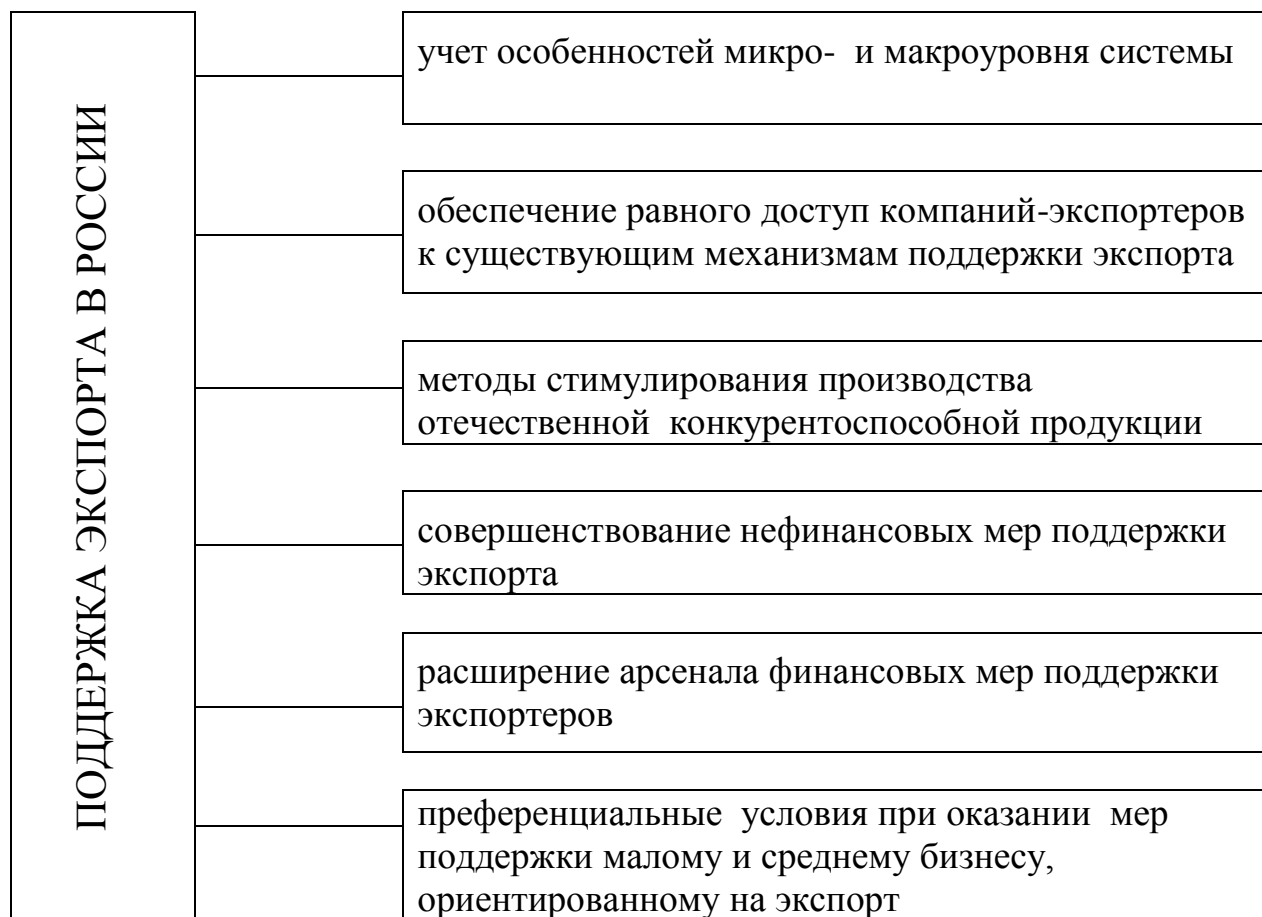 ПОДДЕРЖКА ЭКСПОРТА В РОССИИ
учет особенностей микро- и макроуровня системы
обеспечение равного доступ компаний-экспортеров
к существующим механизмам поддержки экспорта
методы стимулирования производства
отечественной конкурентоспособной продукции
совершенствование нефинансовых мер поддержки
экспорта
расширение арсенала финансовых мер поддержки
экспортеров
преференциальные условия при оказании мер
поддержки малому и среднему бизнесу,
ориентированному на экспорт